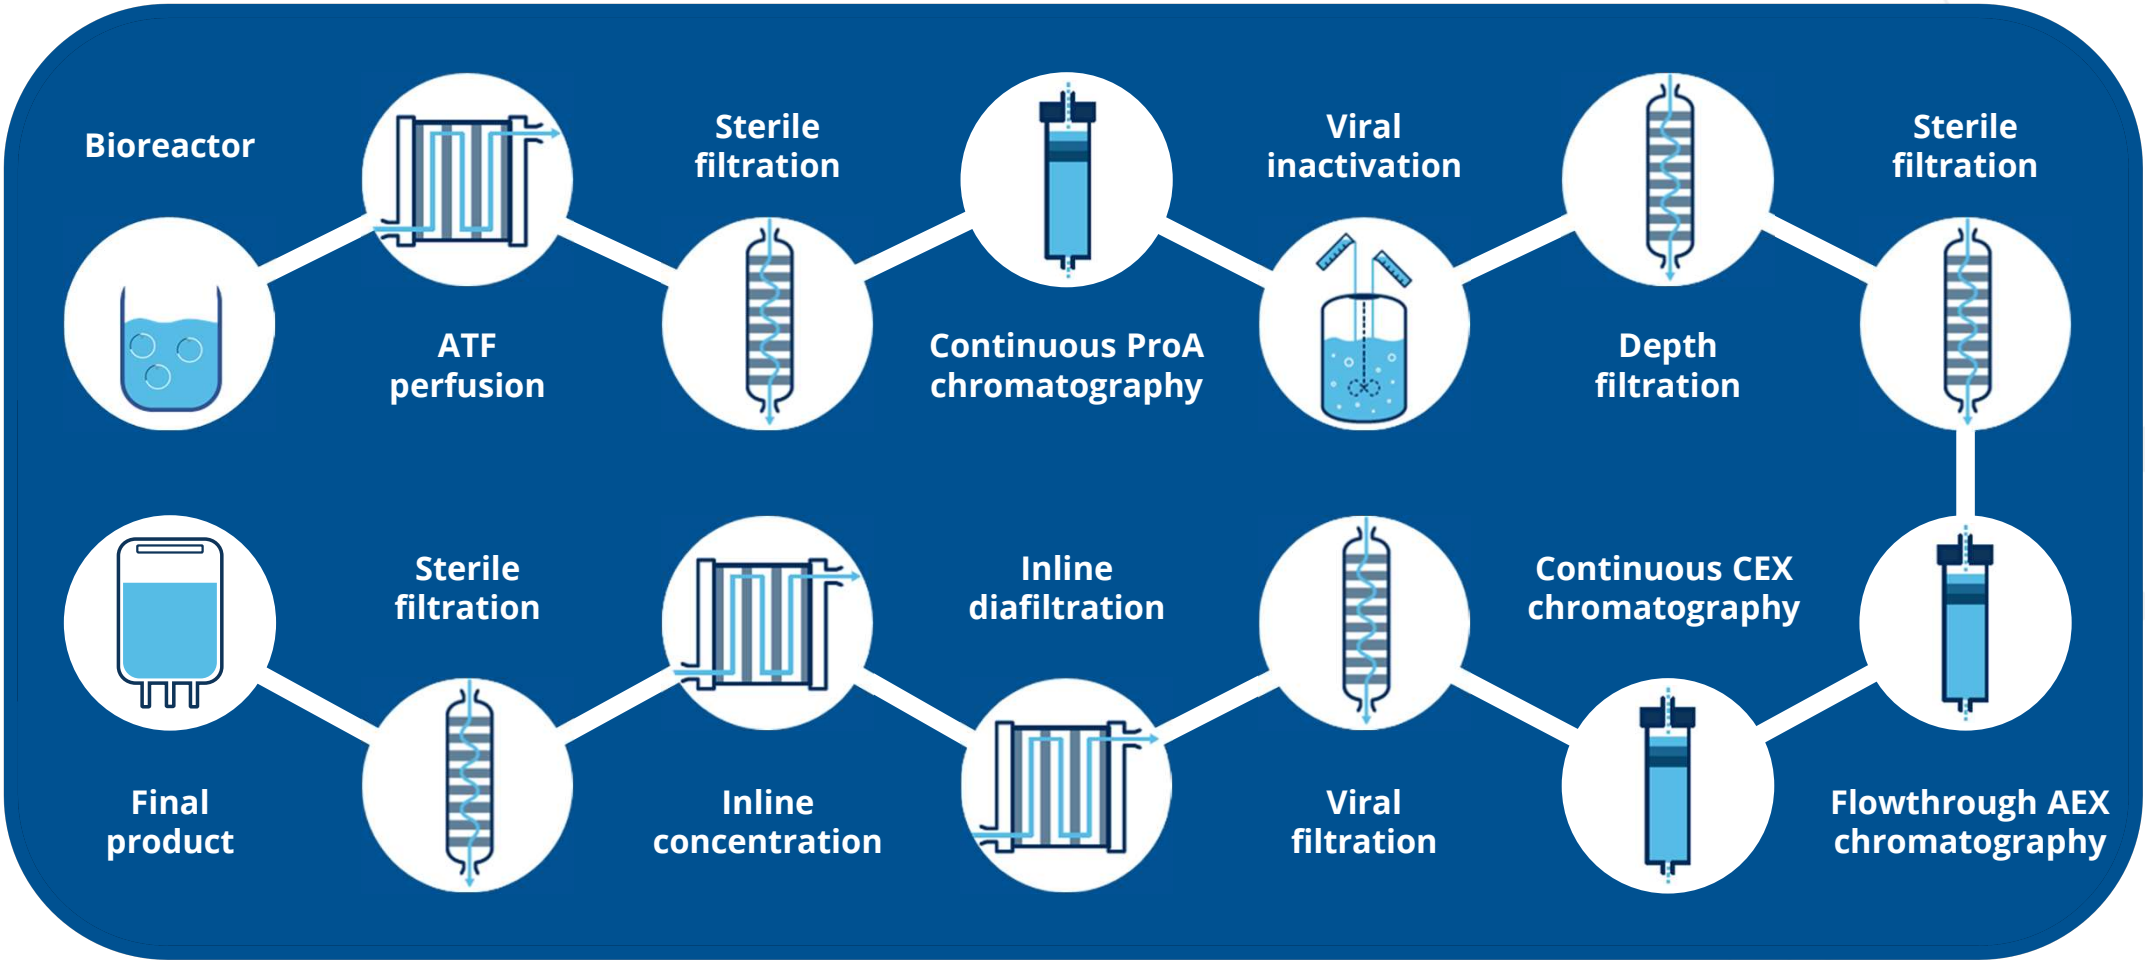 Bioreactor
ATF
perfusion
Sterile
filtration
Continuous ProA
chromatography
Viral
inactivation
Depth
filtration
Sterile
filtration
Flowthrough AEX
chromatography
Continuous CEX
chromatography
Viral
filtration
Inline
diafiltration
Inline
concentration
Sterile
filtration
Final
product